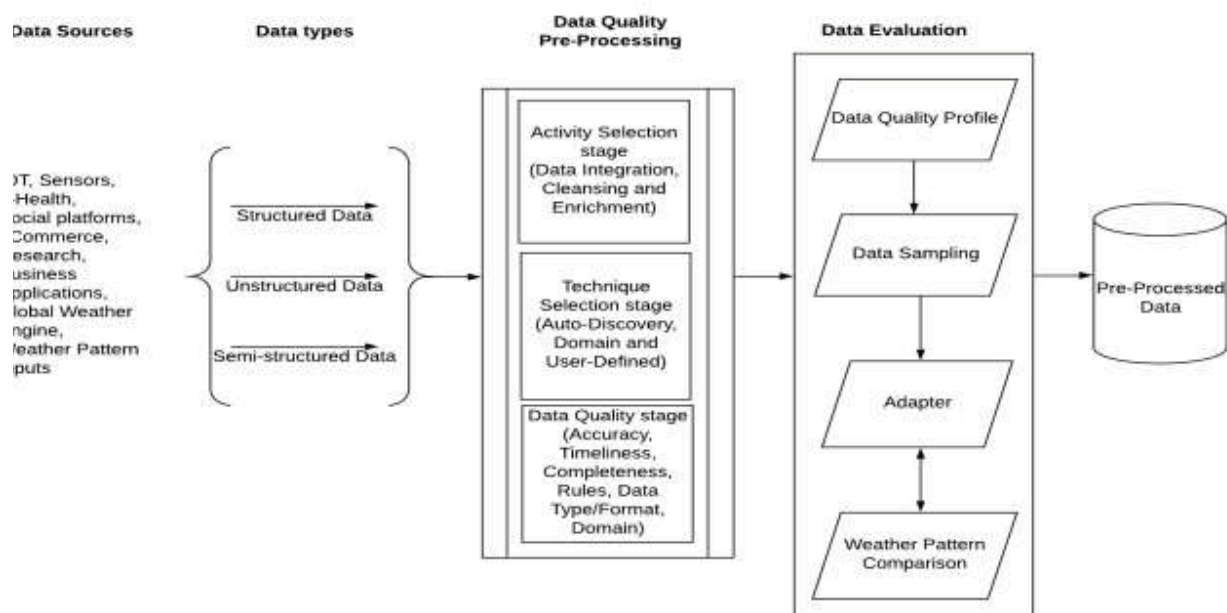 Data Sources
Data types
Data Quality
Pre-Processing
Data Evaluation
OT, Sensors,
-Health,
ocial platforms,
Commerce,
esearch,
usiness
pplications,
lobal Weather
ngine,
Weather Pattern
nputs
Structured Data
Unstructured Data
Semi-structured Data
Activity Selection
stage
(Data Integration,
Cleansing and
Enrichment)
Technique
Selection stage
(Auto-Discovery,
Domain and
User-Defined)
Data Quality stage
(Accuracy,
Timeliness,
Completeness,
Rules, Data
Type/Format,
Domain)
Data Quality Profile
Data Sampling
Adapter
Weather Pattern
Comparison
Pre-Processed
Data